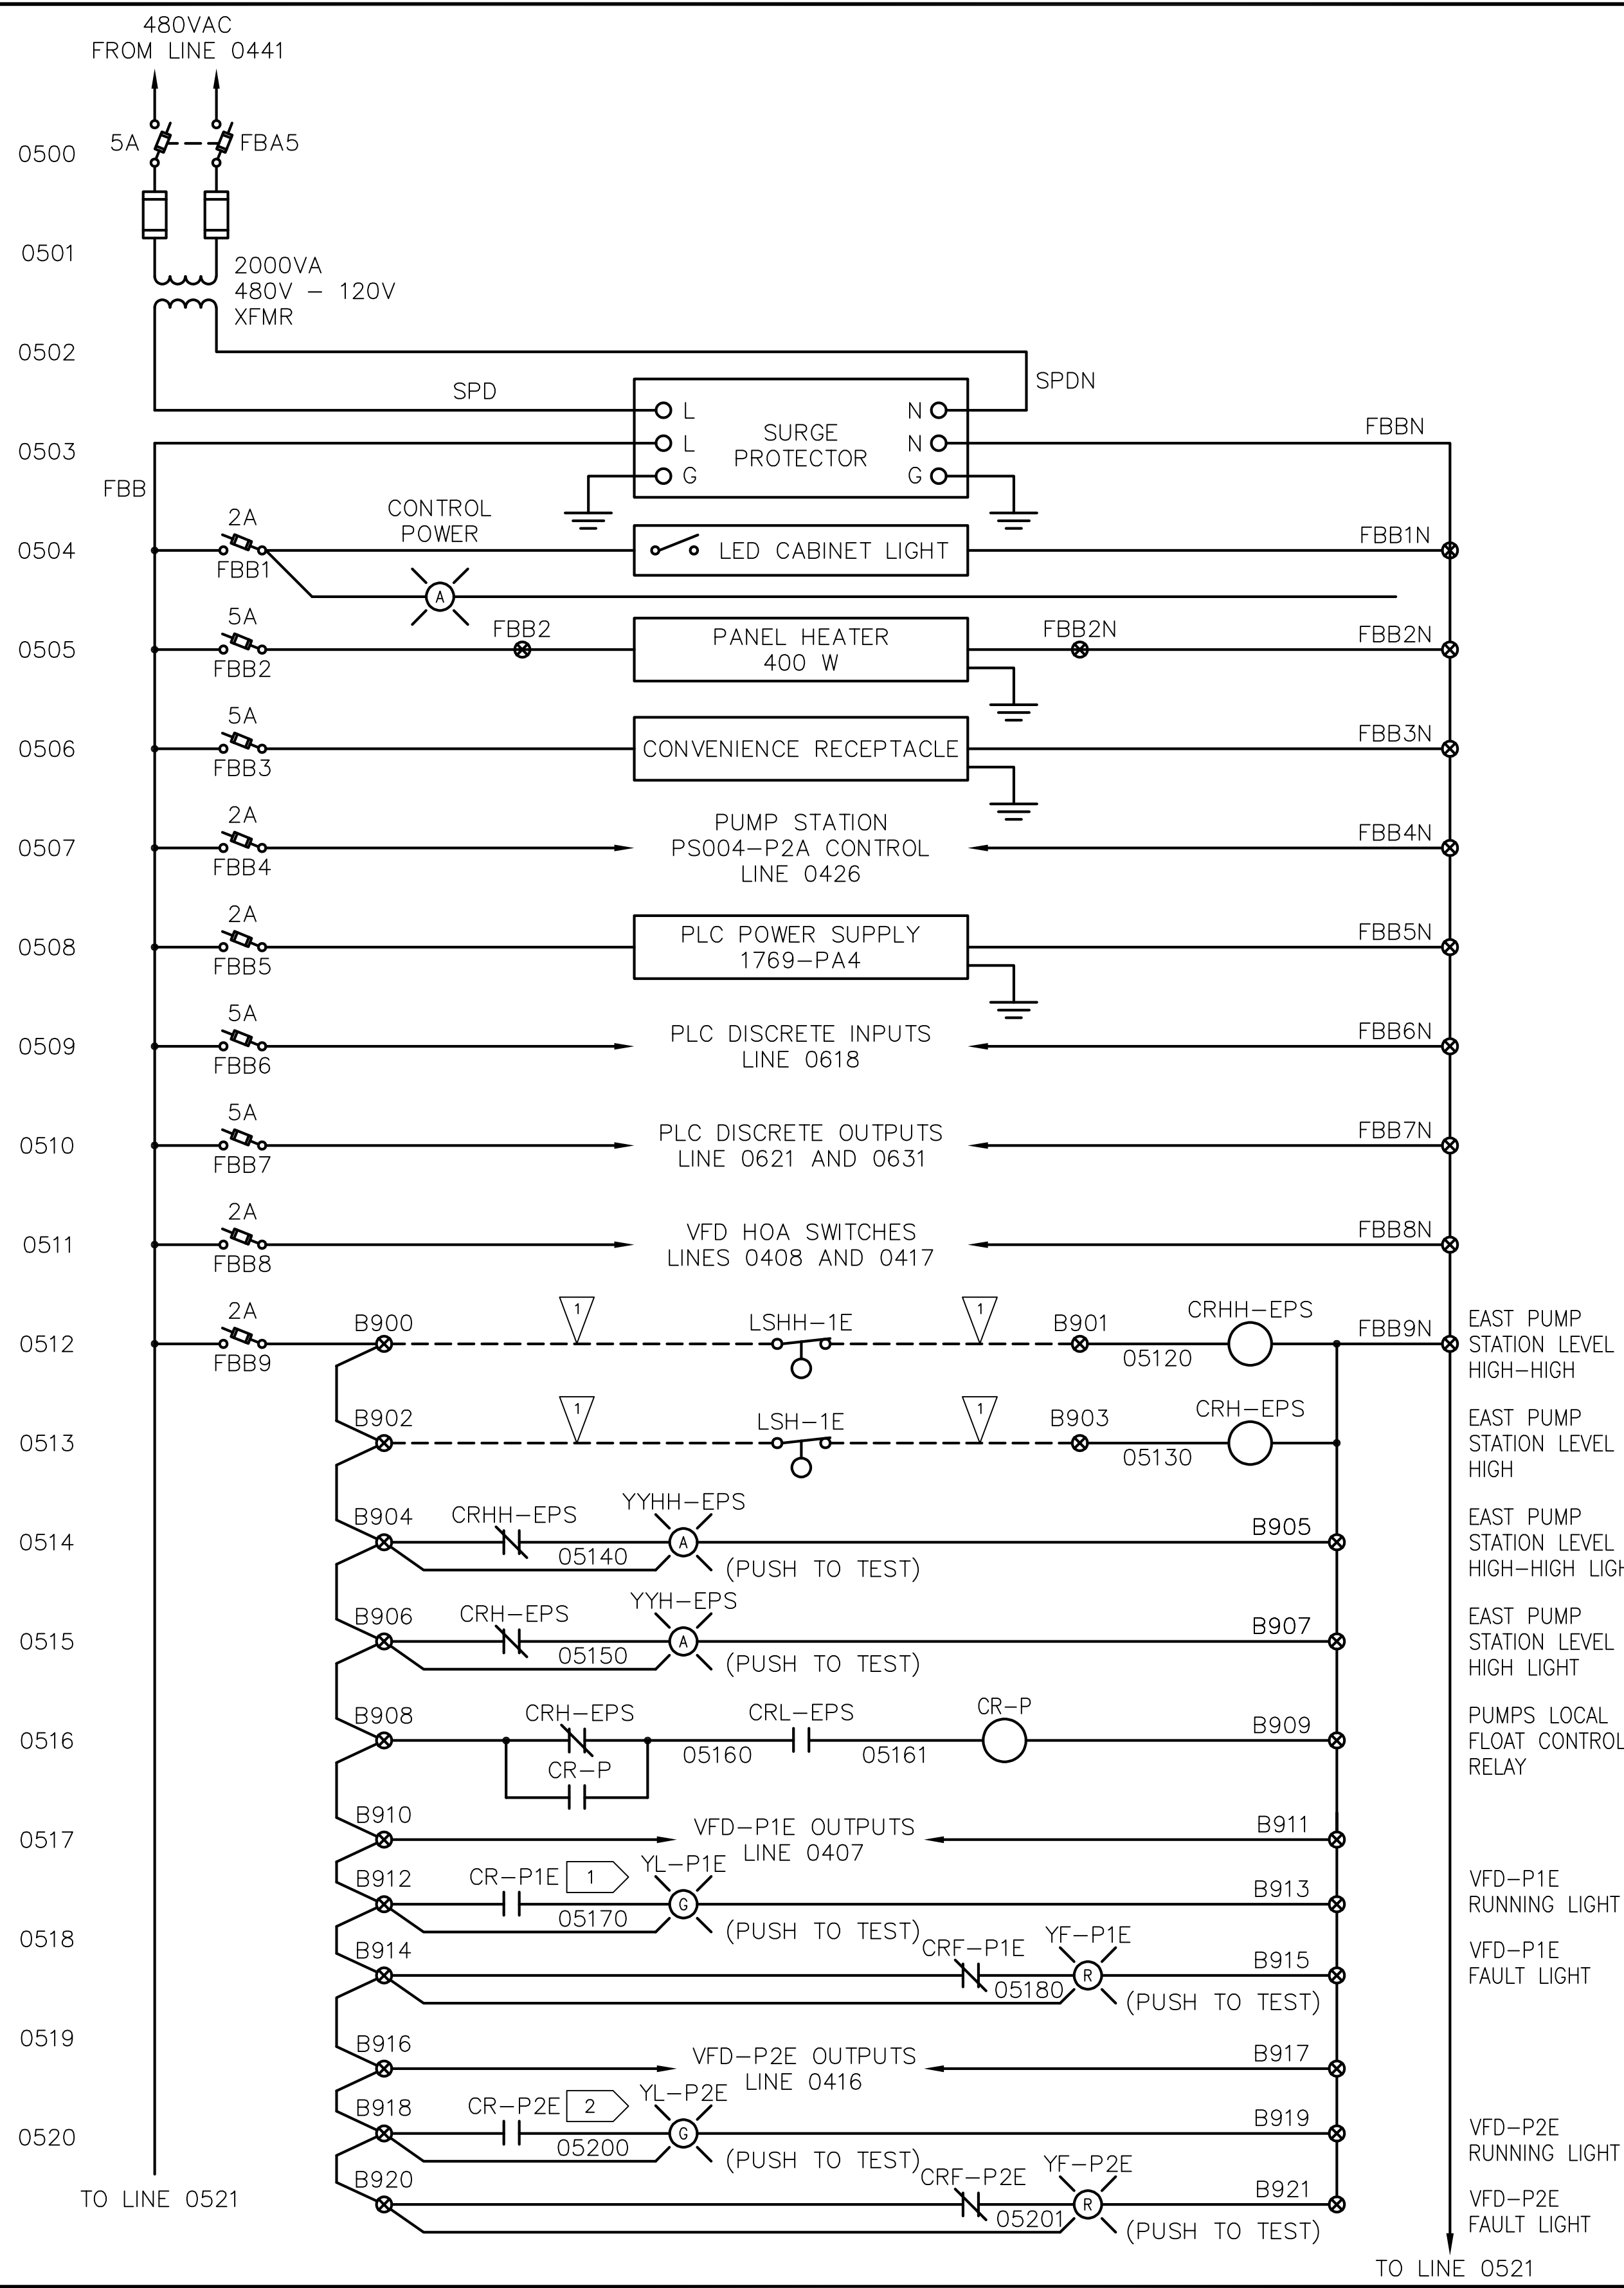 480VAC
FROM LINE 0441
0500
5A
FBA5
0501
2000VA
480V – 120V
XFMR
0502
SPD
SPDN
L
N
0503
L
SURGE
PROTECTOR
N
FBBN
G
G
FBB
CONTROL
POWER
0504
2A
FBB1
LED CABINET LIGHT
FBB1N
A
0505
5A
FBB2
FBB2
PANEL HEATER
400 W
FBB2N
FBB2N
0506
5A
FBB3
CONVENIENCE RECEPTACLE
FBB3N
0507
2A
FBB4
PUMP STATION
PS004–P2A CONTROL
LINE 0426
FBB4N
0508
2A
FBB5
PLC POWER SUPPLY
1769–PA4
FBB5N
0509
5A
FBB6
PLC DISCRETE INPUTS
LINE 0618
FBB6N
0510
5A
FBB7
PLC DISCRETE OUTPUTS
LINE 0621 AND 0631
FBB7N
0511
2A
FBB8
VFD HOA SWITCHES
LINES 0408 AND 0417
FBB8N
0512
2A
FBB9
B900
1
LSHH–1E
1
B901
05120
CRHH–EPS
FBB9N
EAST PUMP
STATION LEVEL
HIGH–HIGH
0513
B902
1
LSH–1E
1
B903
05130
CRH–EPS
EAST PUMP
STATION LEVEL
HIGH
0514
B904
CRHH–EPS
05140
YYHH–EPS
A
(PUSH TO TEST)
B905
EAST PUMP
STATION LEVEL
HIGH–HIGH LIGH
0515
B906
CRH–EPS
05150
YYH–EPS
A
(PUSH TO TEST)
B907
EAST PUMP
STATION LEVEL
HIGH LIGHT
0516
B908
CRH–EPS
CR–P
05160
CRL–EPS
05161
CR–P
B909
PUMPS LOCAL
FLOAT CONTROL
RELAY
0517
B910
VFD–P1E OUTPUTS
LINE 0407
B911
B912
CR–P1E
1
05170
YL–P1E
G
(PUSH TO TEST)
B913
VFD–P1E
RUNNING LIGHT
0518
B914
CRF–P1E
05180
YF–P1E
R
(PUSH TO TEST)
B915
VFD–P1E
FAULT LIGHT
0519
B916
VFD–P2E OUTPUTS
LINE 0416
B917
B918
CR–P2E
2
05200
YL–P2E
G
(PUSH TO TEST)
B919
VFD–P2E
RUNNING LIGHT
0520
B920
CRF–P2E
05201
YF–P2E
R
(PUSH TO TEST)
B921
VFD–P2E
FAULT LIGHT
TO LINE 0521
TO LINE 0521